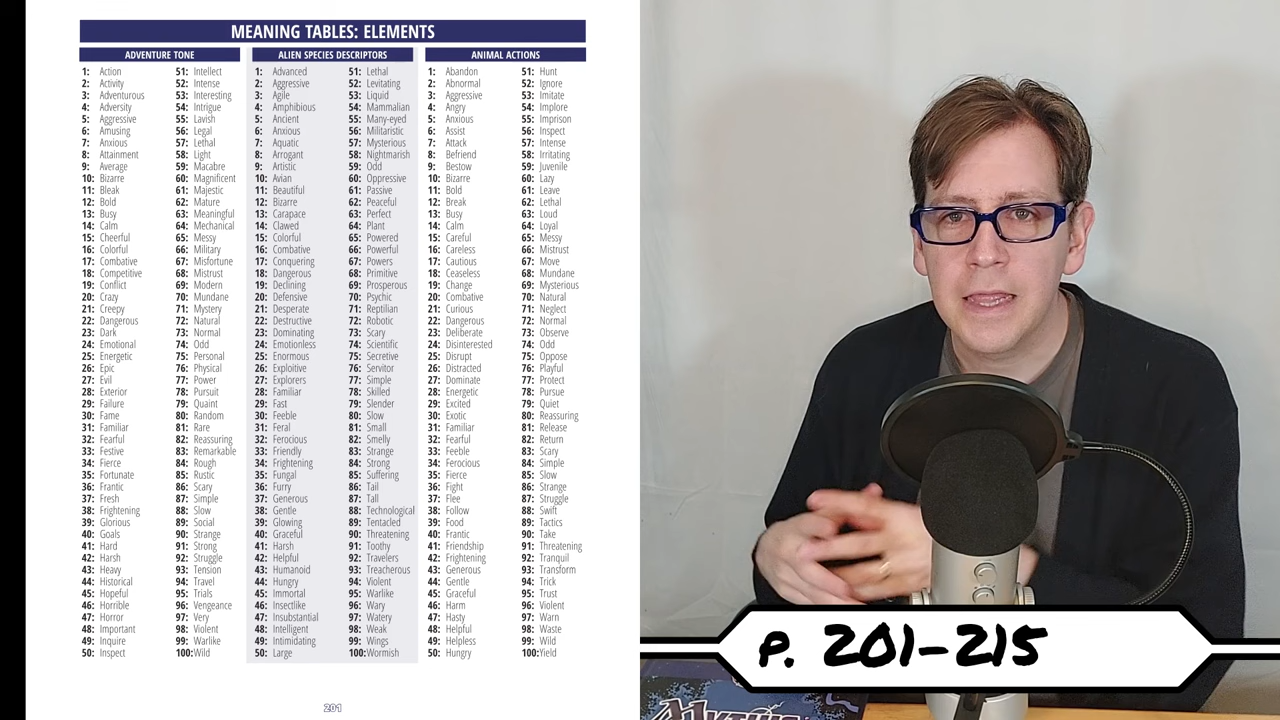 MEANING TABLES: ELEMENTS
ADVENTURE TONE
1: Action
2: Activity
3: Adventurous
4: Adversity
5: Aggressive
6: Amusing
7: Anxious
8: Attainment
9: Average
10: Bizarre
11: Bleak
12: Bold
13: Busy
14: Calm
15: Cheerful
16: Colorful
17: Combative
18: Competitive
19: Conflict
20: Crazy
21: Creepy
22: Dangerous
23: Dark
24: Emotional
25: Energetic
26: Epic
27: Evil
28: Exterior
29: Failure
30: Fame
31: Familiar
32: Fearful
33: Festive
34: Fierce
35: Fortunate
36: Frantic
37: Fresh
38: Frightening
39: Glorious
40: Goals
41: Hard
42: Harsh
43: Heavy
44: Historical
45: Hopeful
46: Horrible
47: Horror
48: Important
49: Inquire
50: Inspect
51: Intellect
52: Intense
53: Interesting
54: Intrigue
55: Lavish
56: Legal
57: Lethal
58: Light
59: Macabre
60: Magnificent
61: Majestic
62: Mature
63: Meaningful
64: Mechanical
65: Messy
66: Military
67: Misfortune
68: Mistrust
69: Modern
70: Mundane
71: Mystery
72: Natural
73: Normal
74: Odd
75: Personal
76: Physical
77: Power
78: Pursuit
79: Quaint
80: Random
81: Rare
82: Reassuring
83: Remarkable
84: Rough
85: Rustic
86: Scary
87: Simple
88: Slow
89: Social
90: Strange
91: Strong
92: Struggle
93: Tension
94: Travel
95: Trials
96: Vengeance
97: Very
98: Violent
99: Warlike
100:Wild
ALIEN SPECIES DESCRIPTORS
1: Advanced
2: Aggressive
3: Agile
4: Amphibious
5: Ancient
6: Anxious
7: Aquatic
8: Arrogant
9: Artistic
10: Avian
11: Beautiful
12: Bizarre
13: Carapace
14: Clawed
15: Colorful
16: Combative
17: Conquering
18: Dangerous
19: Declining
20: Defensive
21: Desperate
22: Destructive
23: Dominating
24: Emotionless
25: Enormous
26: Exploitive
27: Explorers
28: Familiar
29: Fast
30: Feeble
31: Feral
32: Ferocious
33: Friendly
34: Frightening
35: Fungal
36: Furry
37: Generous
38: Gentle
39: Glowing
40: Graceful
41: Harsh
42: Helpful
43: Humanoid
44: Hungry
45: Immortal
46: Insectlike
47: Insubstantial
48: Intelligent
49: Intimidating
50: Large
51: Lethal
52: Levitating
53: Liquid
54: Mammalian
55: Many-eyed
56: Militaristic
57: Mysterious
58: Nightmarish
59: Odd
60: Oppressive
61: Passive
62: Peaceful
63: Perfect
64: Plant
65: Powered
66: Powerful
67: Powers
68: Primitive
69: Prosperous
70: Psychic
71: Reptilian
72: Robotic
73: Scary
74: Scientific
75: Secretive
76: Servitor
77: Simple
78: Skilled
79: Slender
80: Slow
81: Small
82: Smelly
83: Strange
84: Strong
85: Suffering
86: Tail
87: Tall
88: Technological
89: Tentacled
90: Threatening
91: Toothy
92: Travelers
93: Treacherous
94: Violent
95: Warlike
96: Wary
97: Watery
98: Weak
99: Wings
100:Wormish
ANIMAL ACTIONS
1: Abandon
2: Abnormal
3: Aggressive
4: Angry
5: Anxious
6: Assist
7: Attack
8: Befriend
9: Bestow
10: Bizarre
11: Bold
12: Break
13: Busy
14: Calm
15: Careful
16: Careless
17: Cautious
18: Ceaseless
19: Change
20: Combative
21: Curious
22: Dangerous
23: Deliberate
24: Disinterested
25: Disrupt
26: Distracted
27: Dominate
28: Energetic
29: Excited
30: Exotic
31: Familiar
32: Fearful
33: Feeble
34: Ferocious
35: Fierce
36: Fight
37: Flee
38: Follow
39: Food
40: Frantic
41: Friendship
42: Frightening
43: Generous
44: Gentle
45: Graceful
46: Harm
47: Hasty
48: Helpful
49: Helpless
50: Hungry
51: Hunt
52: Ignore
53: Imitate
54: Implore
55: Imprison
56: Inspect
57: Intense
58: Irritating
59: Juvenile
60: Lazy
61: Leave
62: Lethal
63: Loud
64: Loyal
65: Messy
66: Mistrust
67: Move
68: Mundane
69: Mysterious
70: Natural
71: Neglect
72: Normal
73: Observe
74: Odd
75: Oppose
76: Playful
77: Protect
78: Pursue
79: Quiet
80: Reassuring
81: Release
82: Return
83: Scary
84: Simple
85: Slow
86: Strange
87: Struggle
88: Swift
89: Tactics
90: Take
91: Threatening
92: Tranquil
93: Transform
94: Trick
95: Trust
96: Violent
97: Warn
98: Waste
99: Wild
100:Yield
201
p. 201-215
MYTHIC